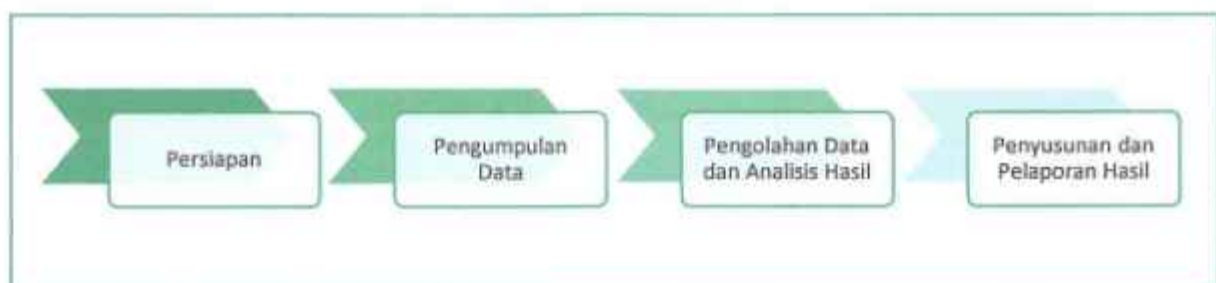 Persiapan
Pengumpulan
Data
Pengolahan Data
dan Analisis Hasil
Penyusunan dan
Pelaporan Hasil